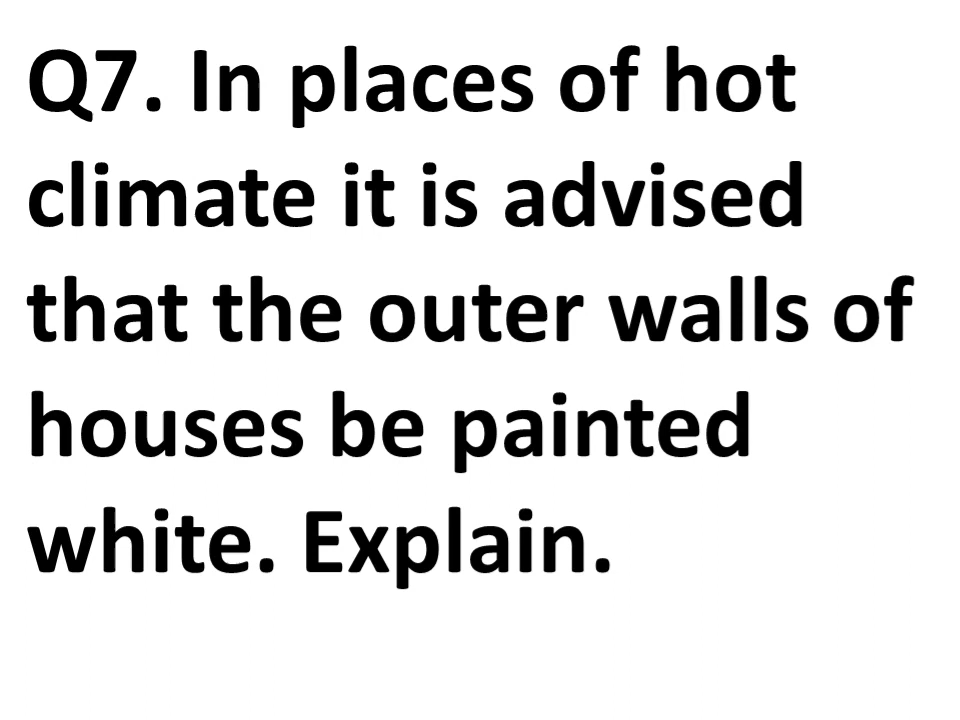 Q7. In places of hot
climate it is advised
that the outer walls of
houses be painted
white. Explain.